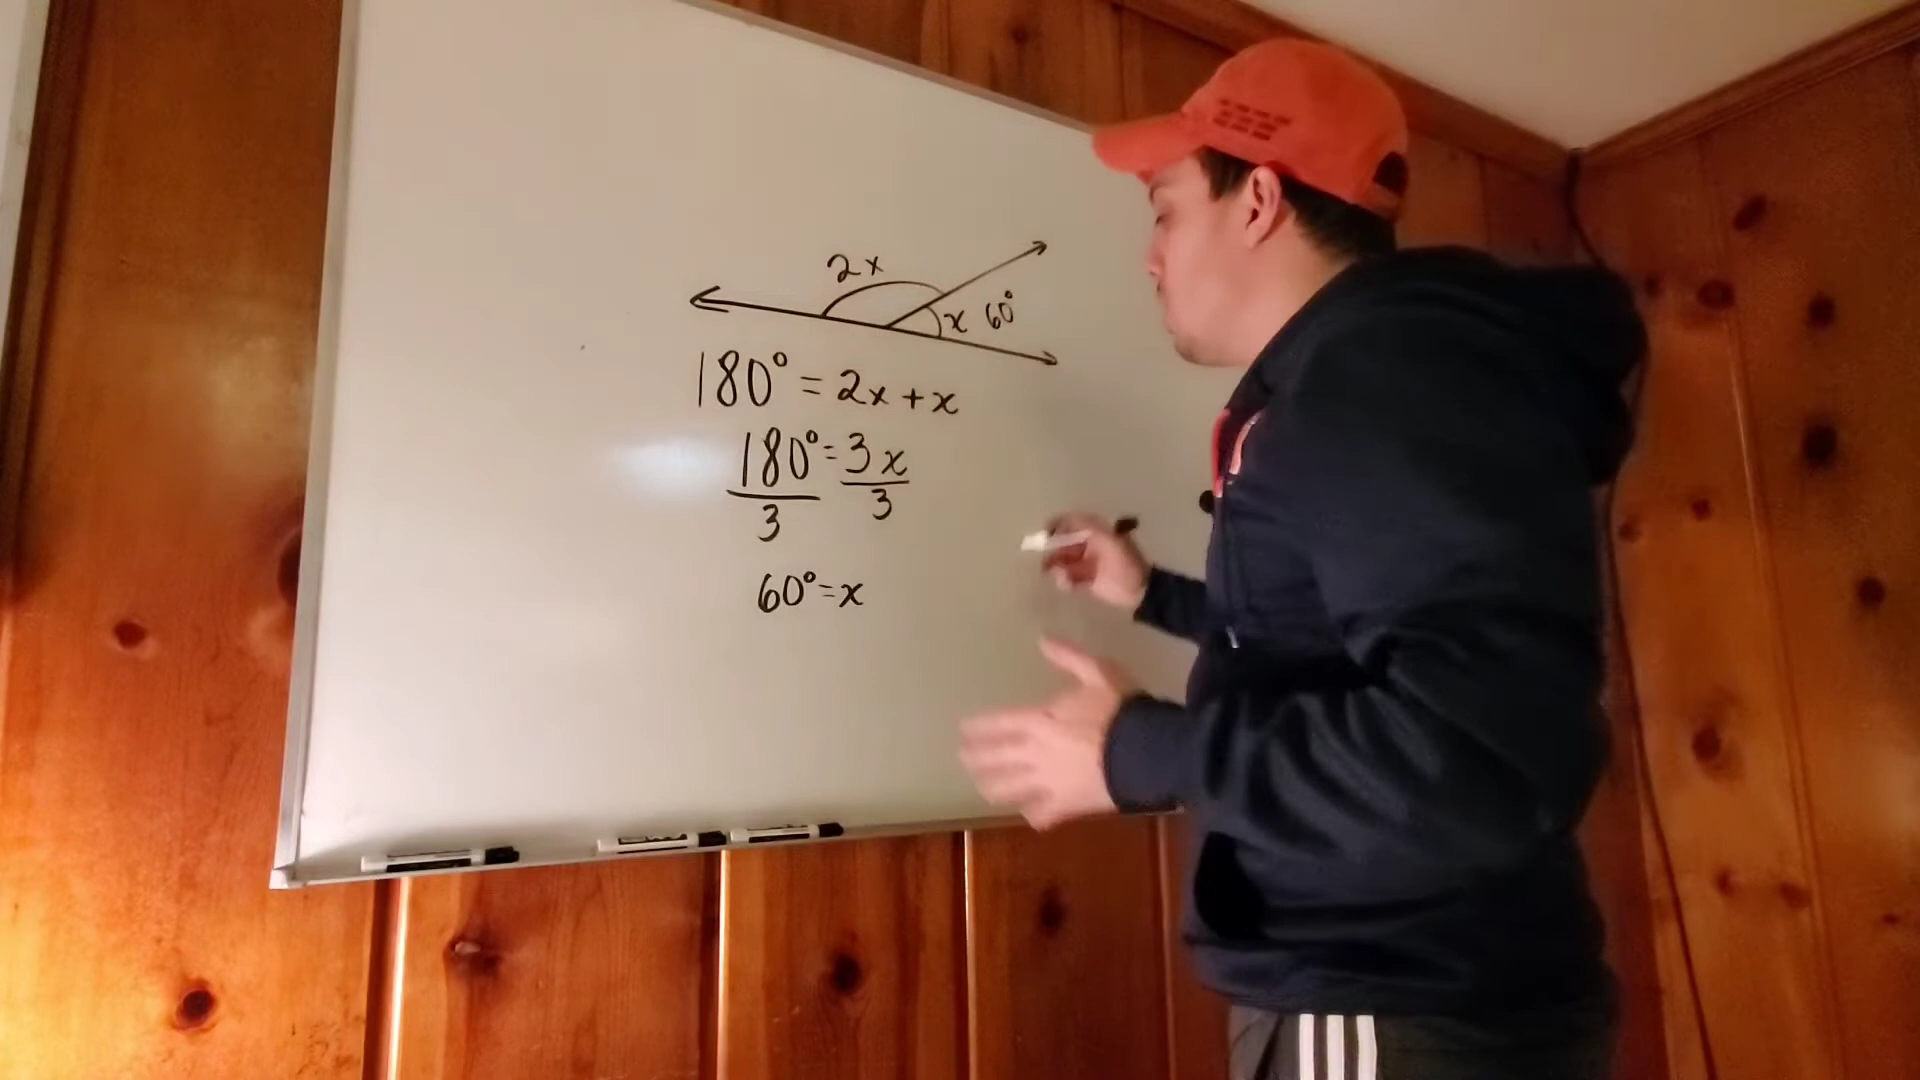 2x
x 60°
180° = 2x + x
180° = 3x
3 3
60° = x